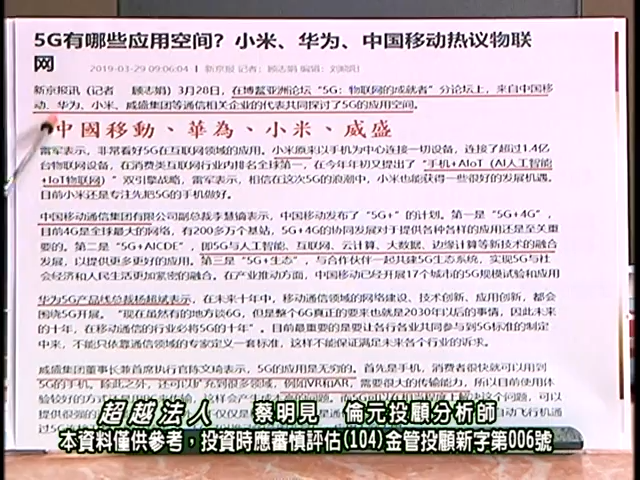 5G有哪些应用空间？小米、华为、中国移动热议物联
网
2019-03-29 09:06:04 新京报 记者：顾志娟 编辑：刘晓阳
新京报讯（记者 顾志娟）3月28日，在博鳌亚洲论坛“5G：物联网的成就者”分论坛上，来自中国移
动、华为、小米、威盛集团等通信相关企业的代表共同探讨了5G的应用空间。
中國移動、華為、小米、威盛
雷军表示，非常看好5G在互联网领域的应用。小米原来以手机为中心连接一切设备，连接了超过1.4亿
台物联网设备，在消费类互联网行业内排名全球第一，在今年年初又提出了“手机+AIoT（AI人工智能
+IoT物联网）”双引擎战略，雷军表示，相信在这次5G的浪潮中，小米也能获得一些很好的发展机遇。
目前小米还是专注先把5G的手机做好。
中国移动通信集团有限公司副总裁李慧镝表示，中国移动发布了“5G+”的计划。第一是“5G+4G”，
目前4G是全球最大的网络，有200多万个基站，5G+4G的协同发展对于提供各种各样的应用还是至关重
要的。第二是“5G+AICDE”，即5G与人工智能、互联网、云计算、大数据、边缘计算等新技术的融合
发展，以提供更多更好的应用。第三是“5G+生态”，与合作伙伴一起共建5G生态系统，实现5G与社
会经济和人民生活更加紧密的融合。在产业推动方面，中国移动已经开展17个城市的5G规模试验和应用
华为5G产品线总裁杨超斌表示，在未来十年中，移动通信领域的网络建设、技术创新、应用创新，都会
围绕5G开展。“现在虽然有的地方谈6G，但是整个6G真正的要来也就是2030年以后的事情，因此未来
的十年，在移动通信的行业必将5G的十年”。目前最重要的是要让各行各业共同参与到5G标准的制定
中来，不能只依靠通信领域的专家定义一套标准，这样不能保证满足未来各个行业的诉求。
威盛集团董事长兼首席执行官陈文琦表示，5G的应用是无穷的。首先是手机，消费者很快就可以用到
5G的手机。除此之外，还可以扩充到很多领域，例如VR和AR，需要很大的传输能力，所以目前使用体
超越法人 蔡明見 倫元投顧分析師
本資料僅供參考，投資時應審慎評估(104)金管投顧新字第006號